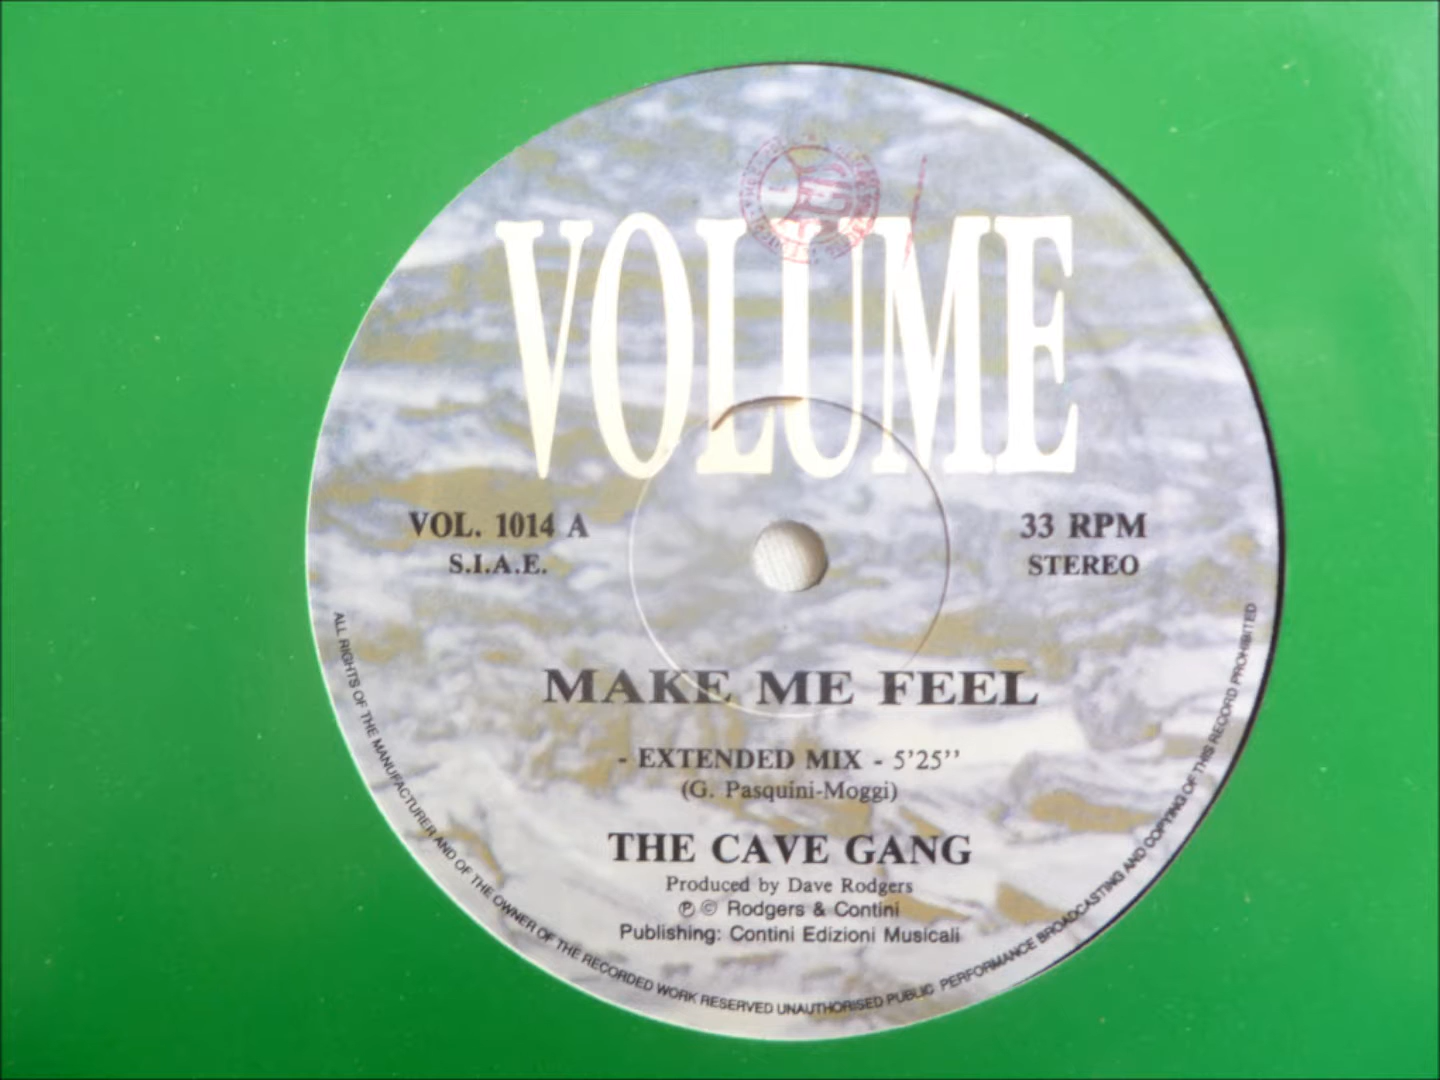 VOLUME
VOL. 1014 A
S.I.A.E.
33 RPM
STEREO
MAKE ME FEEL
- EXTENDED MIX - 5'25''
(G. Pasquini-Moggi)
THE CAVE GANG
Produced by Dave Rodgers
℗ © Rodgers & Contini
Publishing: Contini Edizioni Musicali
ALL RIGHTS OF THE MANUFACTURER AND OF THE OWNER OF THE RECORDED WORK RESERVED UNAUTHORISED PUBLIC PERFORMANCE BROADCASTING AND COPYING OF THIS RECORD PROHIBITED